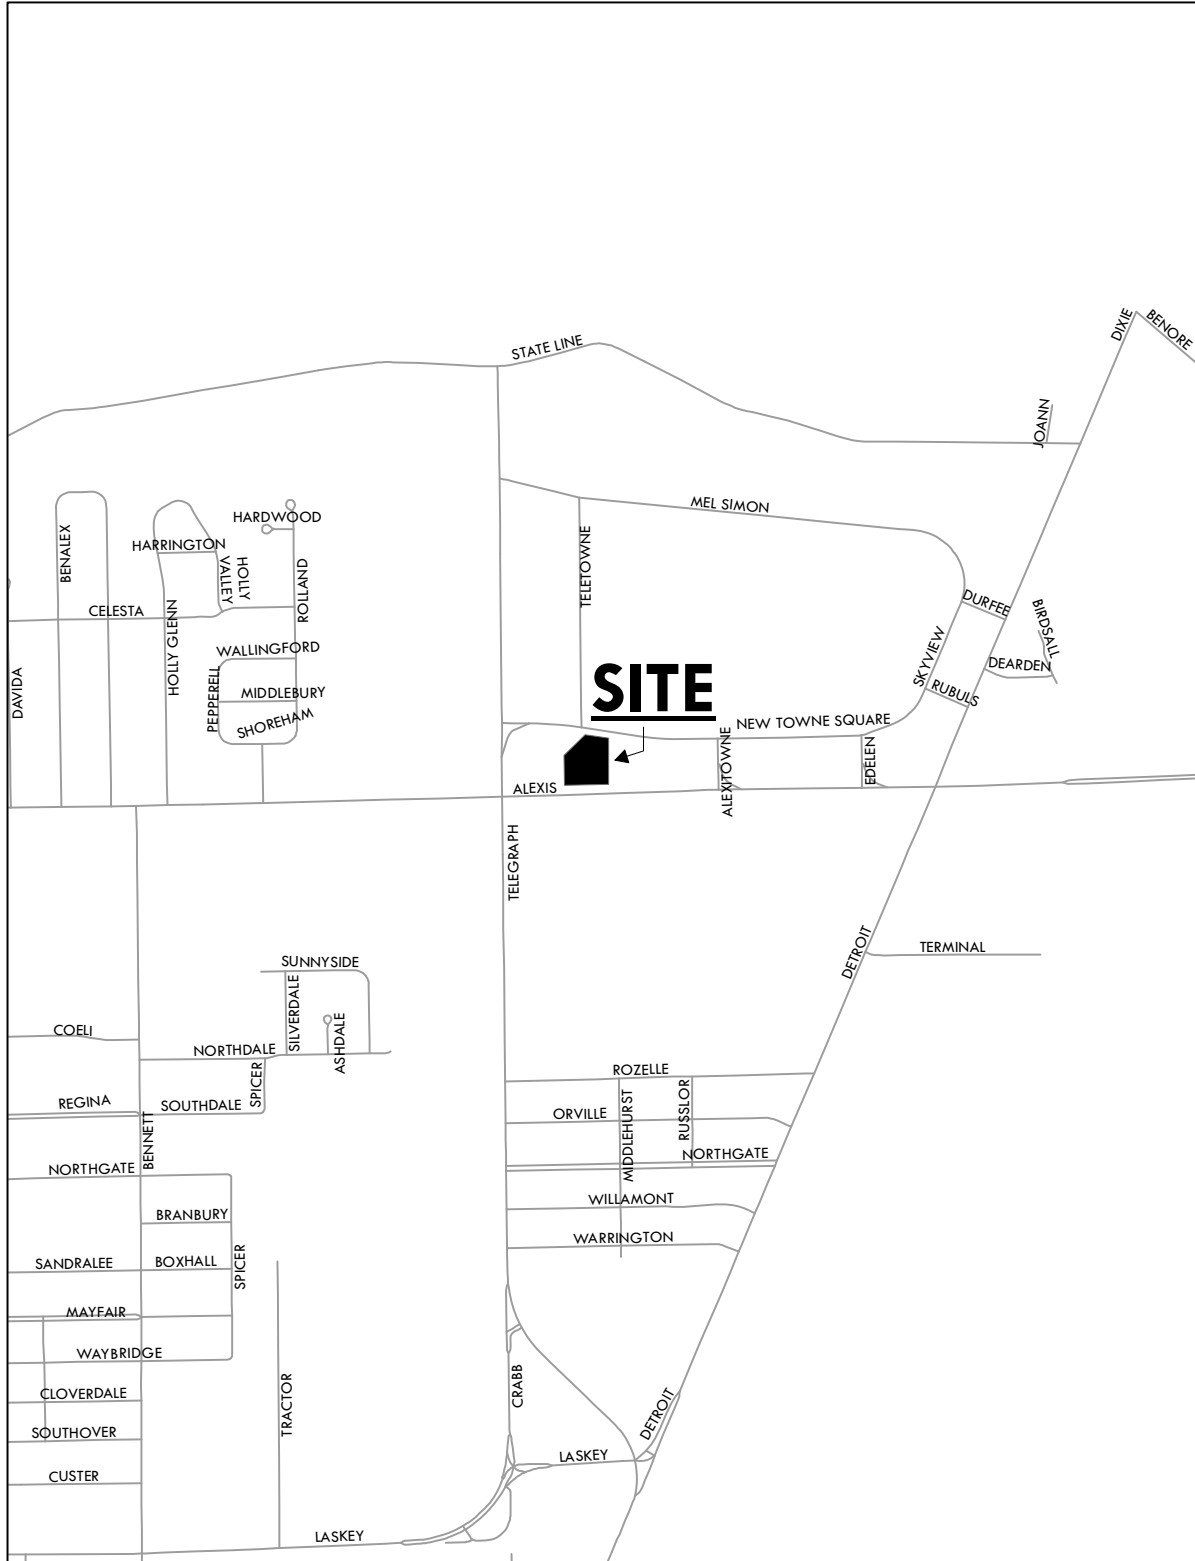 DIXIE
BENORE
STATE LINE
JOANN
MEL SIMON
HARDWOOD
HARRINGTON
BENALEX
HOLLY
VALLEY
ROLLAND
TELETOWNE
CELESTA
HOLLY GLENN
DURFEE
BIRDSALL
WALLINGFORD
SKYVIEW
DEARDEN
DAVIDA
PEPPERELL
MIDDLEBURY
SITE
RUBULS
SHOREHAM
NEW TOWNE SQUARE
ALEXITOWNE
EDELEN
ALEXIS
TELEGRAPH
DETROIT
TERMINAL
SUNNYSIDE
SILVERDALE
ASHDALE
COELI
NORTHDALE
SPICER
ROZELLE
REGINA
SOUTHDALE
ORVILLE
MIDDLEHURST
RUSSLOR
BENNETT
NORTHGATE
NORTHGATE
WILLAMONT
BRANBURY
WARRINGTON
SANDRALEE
BOXHALL
SPICER
MAYFAIR
WAYBRIDGE
CRABB
CLOVERDALE
TRACTOR
DETROIT
SOUTHOVER
LASKEY
CUSTER
LASKEY